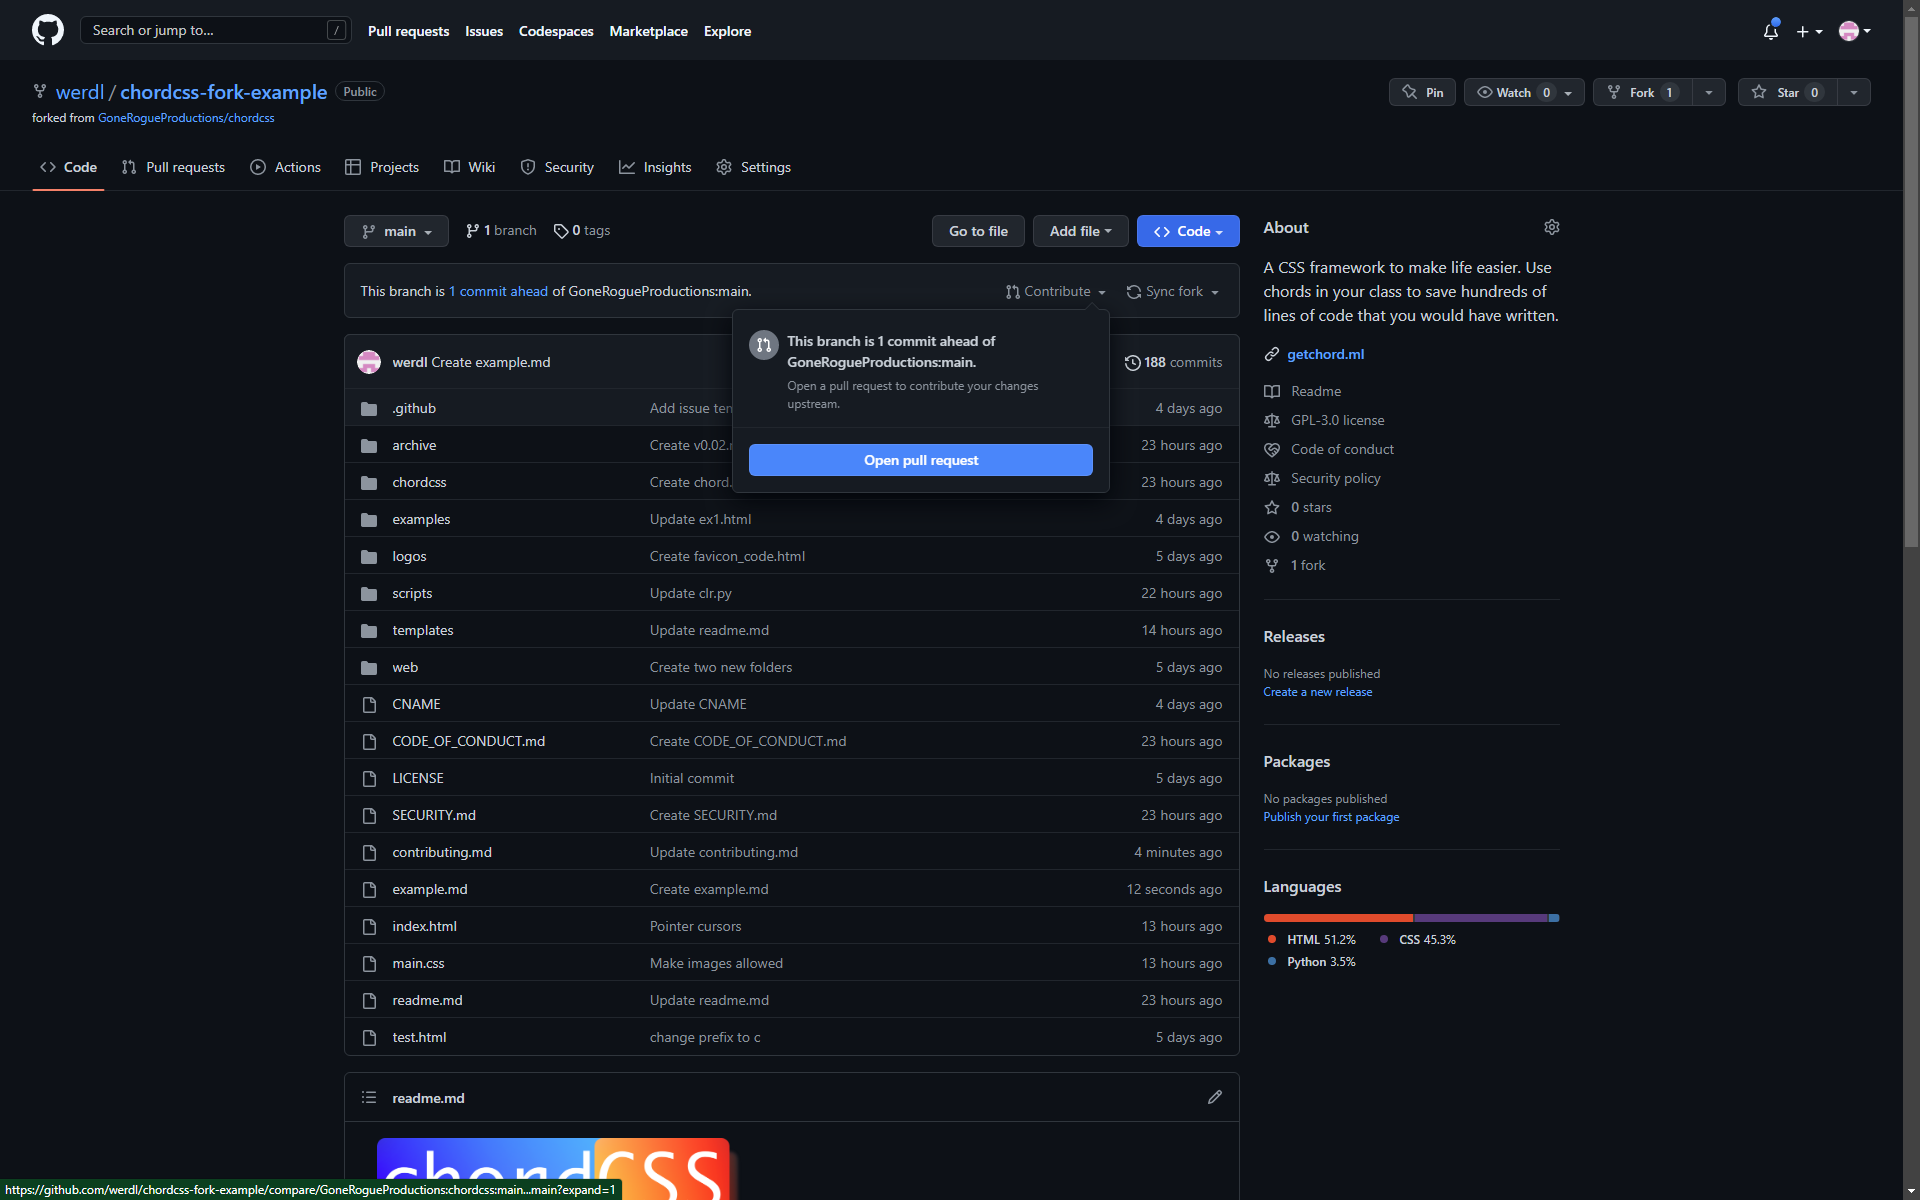 Search or jump to... /
Pull requests Issues Codespaces Marketplace Explore
werdl / chordcss-fork-example Public
forked from GoneRogueProductions/chordcss
Pin Watch 0 Fork 1 Star 0
Code Pull requests Actions Projects Wiki Security Insights Settings
main 1 branch 0 tags Go to file Add file Code
This branch is 1 commit ahead of GoneRogueProductions:main. Contribute Sync fork
This branch is 1 commit ahead of
GoneRogueProductions:main.
Open a pull request to contribute your changes
upstream.
Open pull request
werdl Create example.md 188 commits
.github Add issue 4 days ago
archive Create v0.02. 23 hours ago
chordcss Create chord. 23 hours ago
examples Update ex1.html 4 days ago
logos Create favicon_code.html 5 days ago
scripts Update clr.py 22 hours ago
templates Update readme.md 14 hours ago
web Create two new folders 5 days ago
CNAME Update CNAME 4 days ago
CODE_OF_CONDUCT.md Create CODE_OF_CONDUCT.md 23 hours ago
LICENSE Initial commit 5 days ago
SECURITY.md Create SECURITY.md 23 hours ago
contributing.md Update contributing.md 4 minutes ago
example.md Create example.md 12 seconds ago
index.html Pointer cursors 13 hours ago
main.css Make images allowed 13 hours ago
readme.md Update readme.md 23 hours ago
test.html change prefix to c 5 days ago
readme.md
chordCSS
About
A CSS framework to make life easier. Use
chords in your class to save hundreds of
lines of code that you would have written.
getchord.ml
Readme
GPL-3.0 license
Code of conduct
Security policy
0 stars
0 watching
1 fork
Releases
No releases published
Create a new release
Packages
No packages published
Publish your first package
Languages
HTML 51.2% CSS 45.3%
Python 3.5%
https://github.com/werdl/chordcss-fork-example/compare/GoneRogueProductions:chordcss:main...main?expand=1